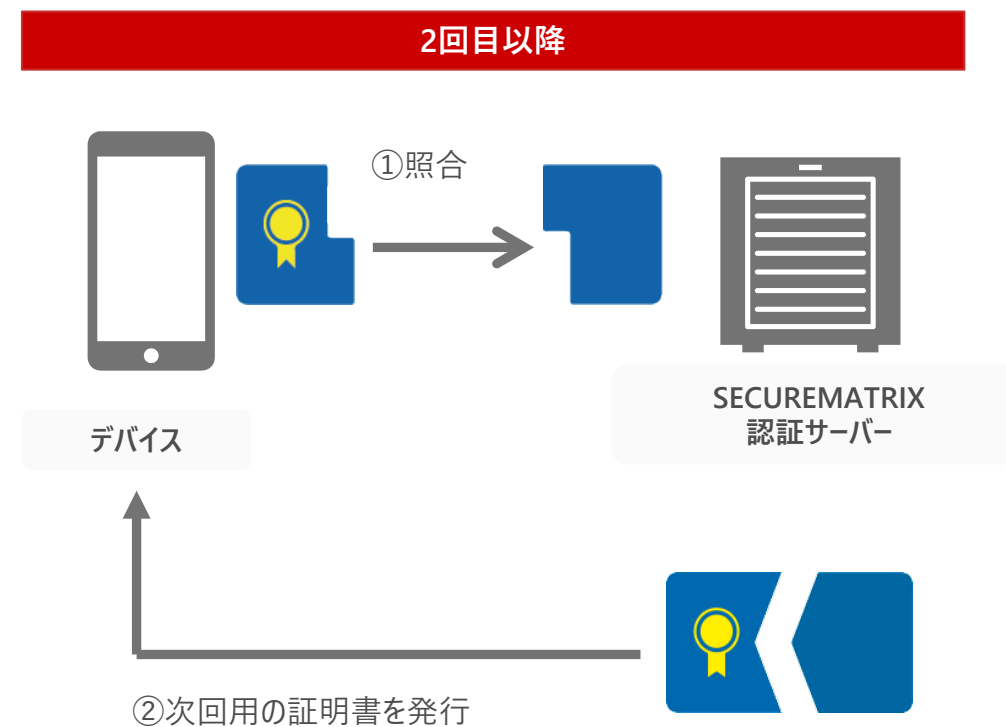 2回目以降
①照合
デバイス
SECUREMATRIX
認証サーバー
②次回用の証明書を発行